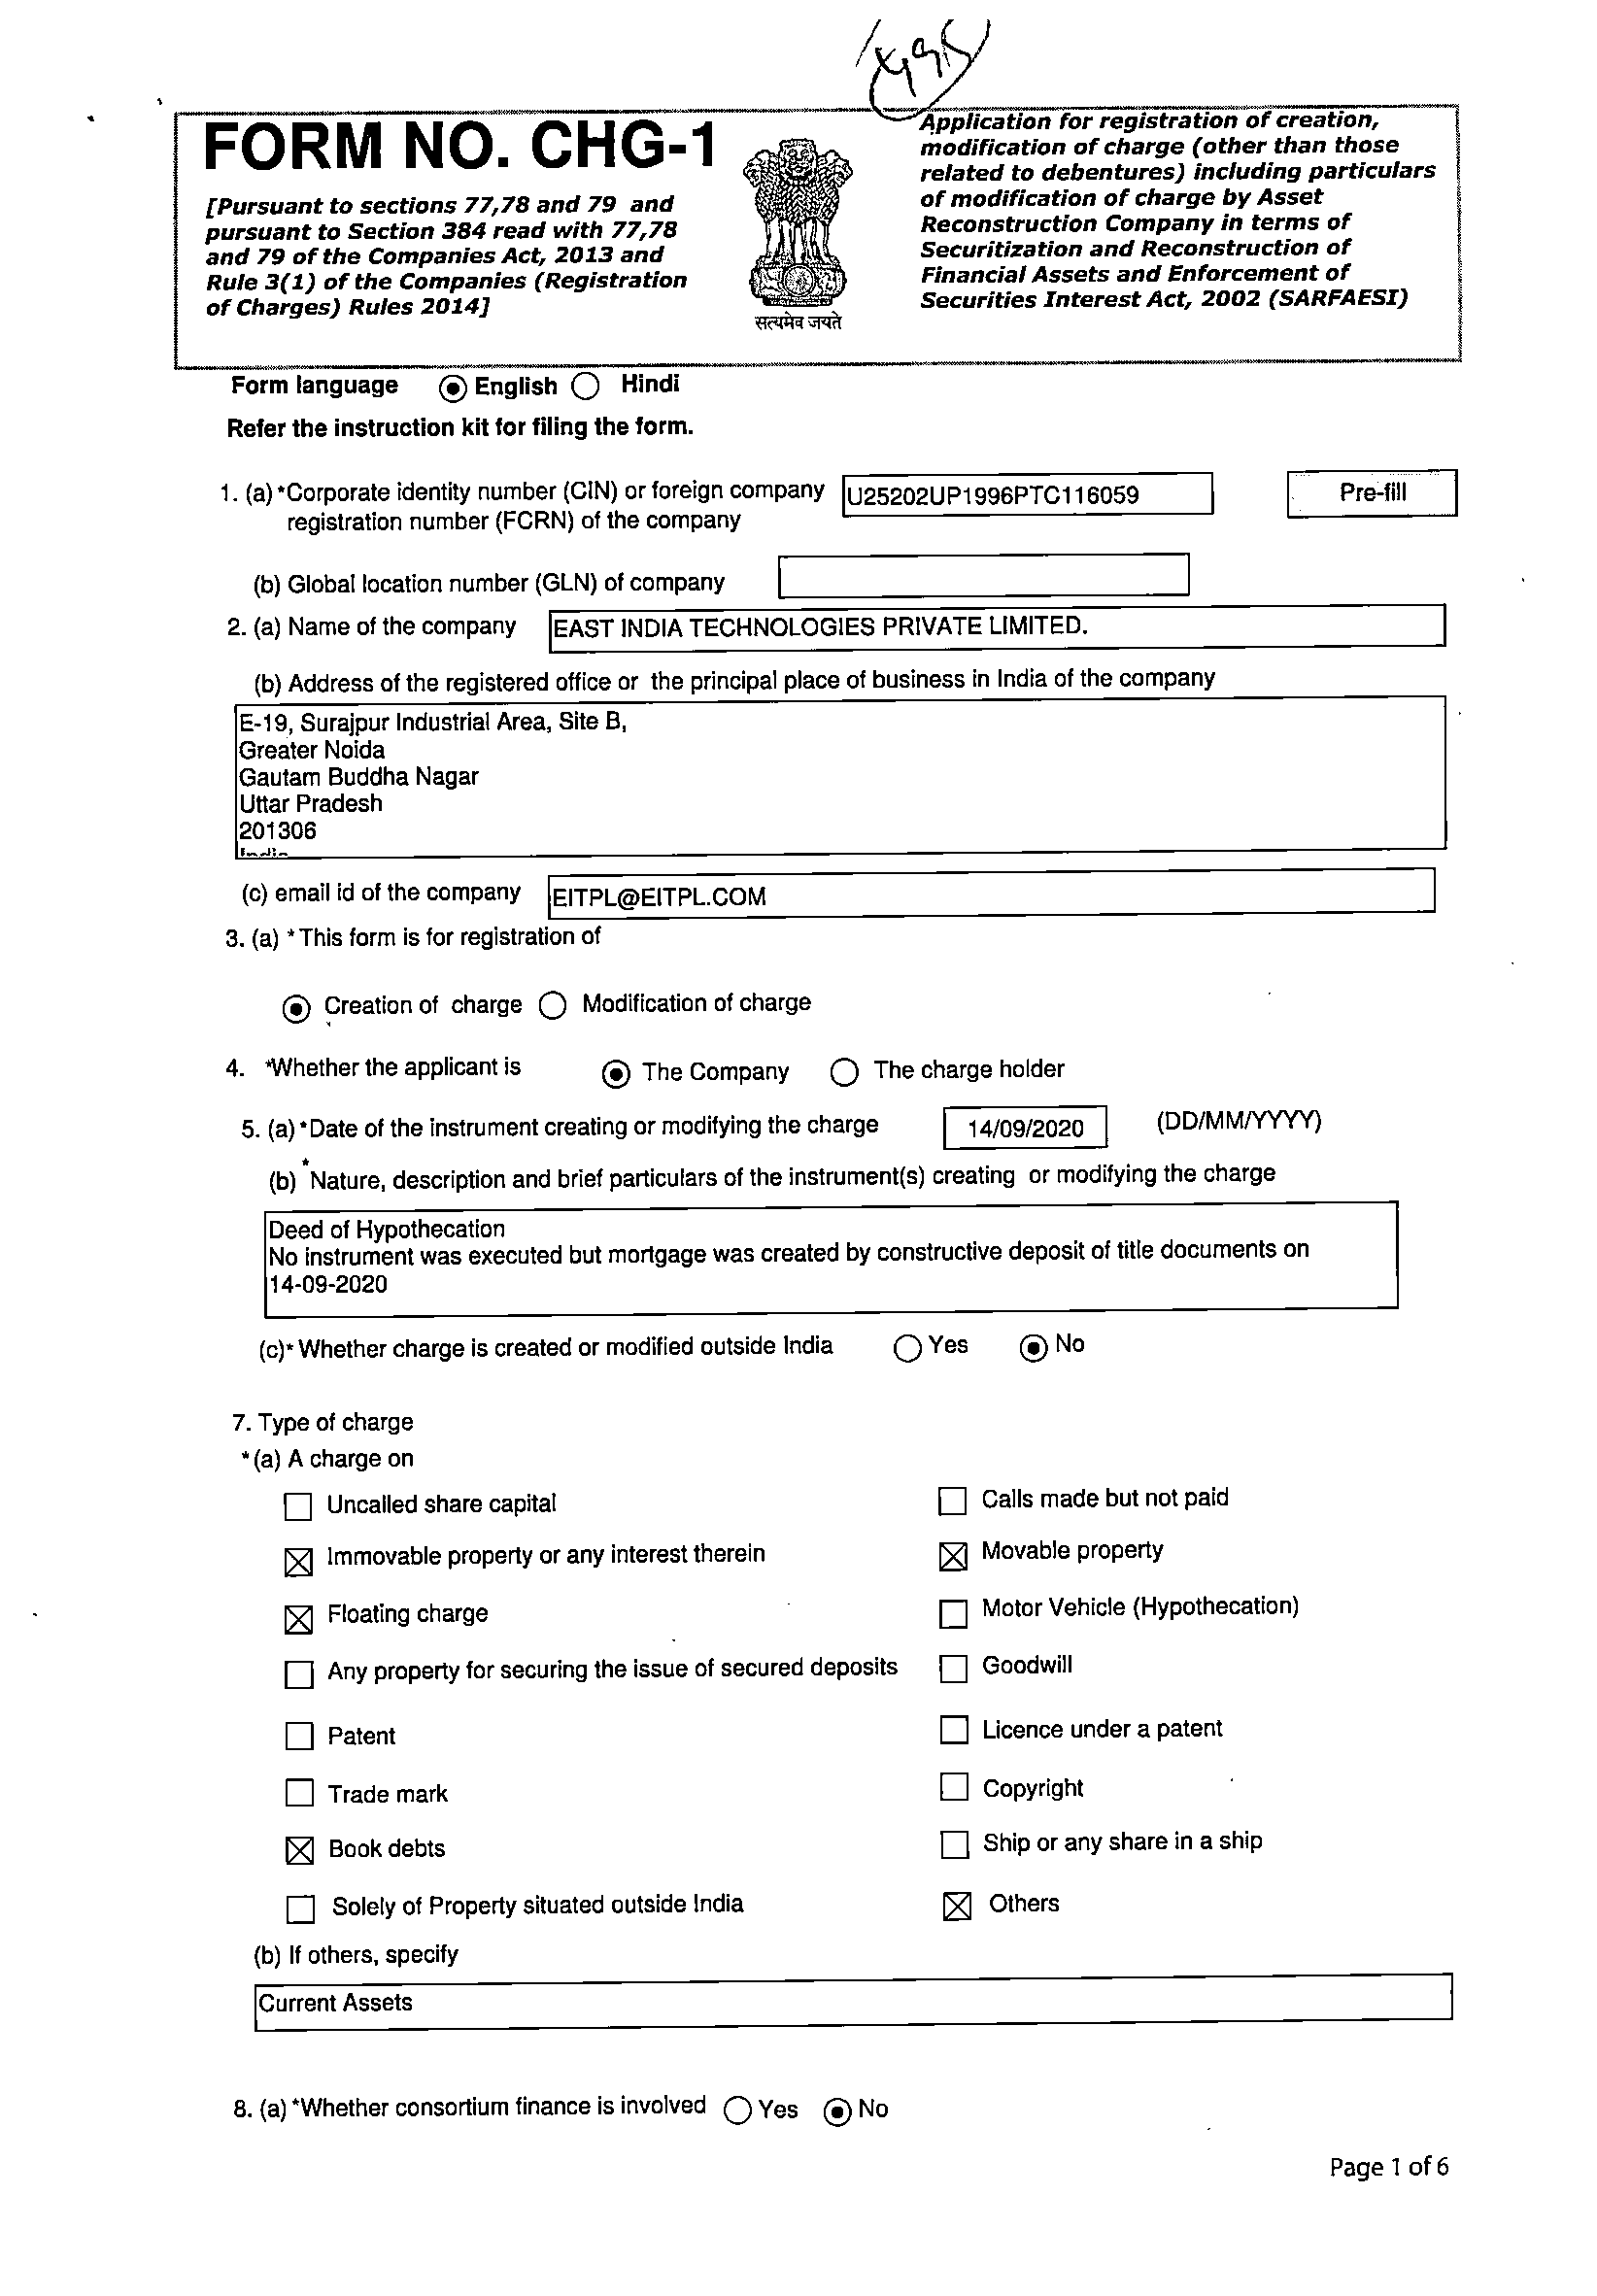 FORM NO. CHG-1
[Pursuant to sections 77,78 and 79 and
pursuant to Section 384 read with 77,78
and 79 of the Companies Act, 2013 and
Rule 3(1) of the Companies (Registration
of Charges) Rules 2014]
सत्यमेव जयते
Application for registration of creation,
modification of charge (other than those
related to debentures) including particulars
of modification of charge by Asset
Reconstruction Company in terms of
Securitization and Reconstruction of
Financial Assets and Enforcement of
Securities Interest Act, 2002 (SARFAESI)
Form language English Hindi
Refer the instruction kit for filing the form.
1. (a) *Corporate identity number (CIN) or foreign company U25202UP1996PTC116059 Pre-fill
registration number (FCRN) of the company
(b) Global location number (GLN) of company
2. (a) Name of the company EAST INDIA TECHNOLOGIES PRIVATE LIMITED.
(b) Address of the registered office or the principal place of business in India of the company
E-19, Surajpur Industrial Area, Site B,
Greater Noida
Gautam Buddha Nagar
Uttar Pradesh
201306
India
(c) email id of the company EITPL@EITPL.COM
3. (a) *This form is for registration of
Creation of charge Modification of charge
4. *Whether the applicant is The Company The charge holder
5. (a) *Date of the instrument creating or modifying the charge 14/09/2020 (DD/MM/YYYY)
(b) *Nature, description and brief particulars of the instrument(s) creating or modifying the charge
Deed of Hypothecation
No instrument was executed but mortgage was created by constructive deposit of title documents on
14-09-2020
(c)* Whether charge is created or modified outside India Yes No
7. Type of charge
*(a) A charge on
Uncalled share capital Calls made but not paid
Immovable property or any interest therein Movable property
Floating charge Motor Vehicle (Hypothecation)
Any property for securing the issue of secured deposits Goodwill
Patent Licence under a patent
Trade mark Copyright
Book debts Ship or any share in a ship
Solely of Property situated outside India Others
(b) If others, specify
Current Assets
8. (a) *Whether consortium finance is involved Yes No
Page 1 of 6